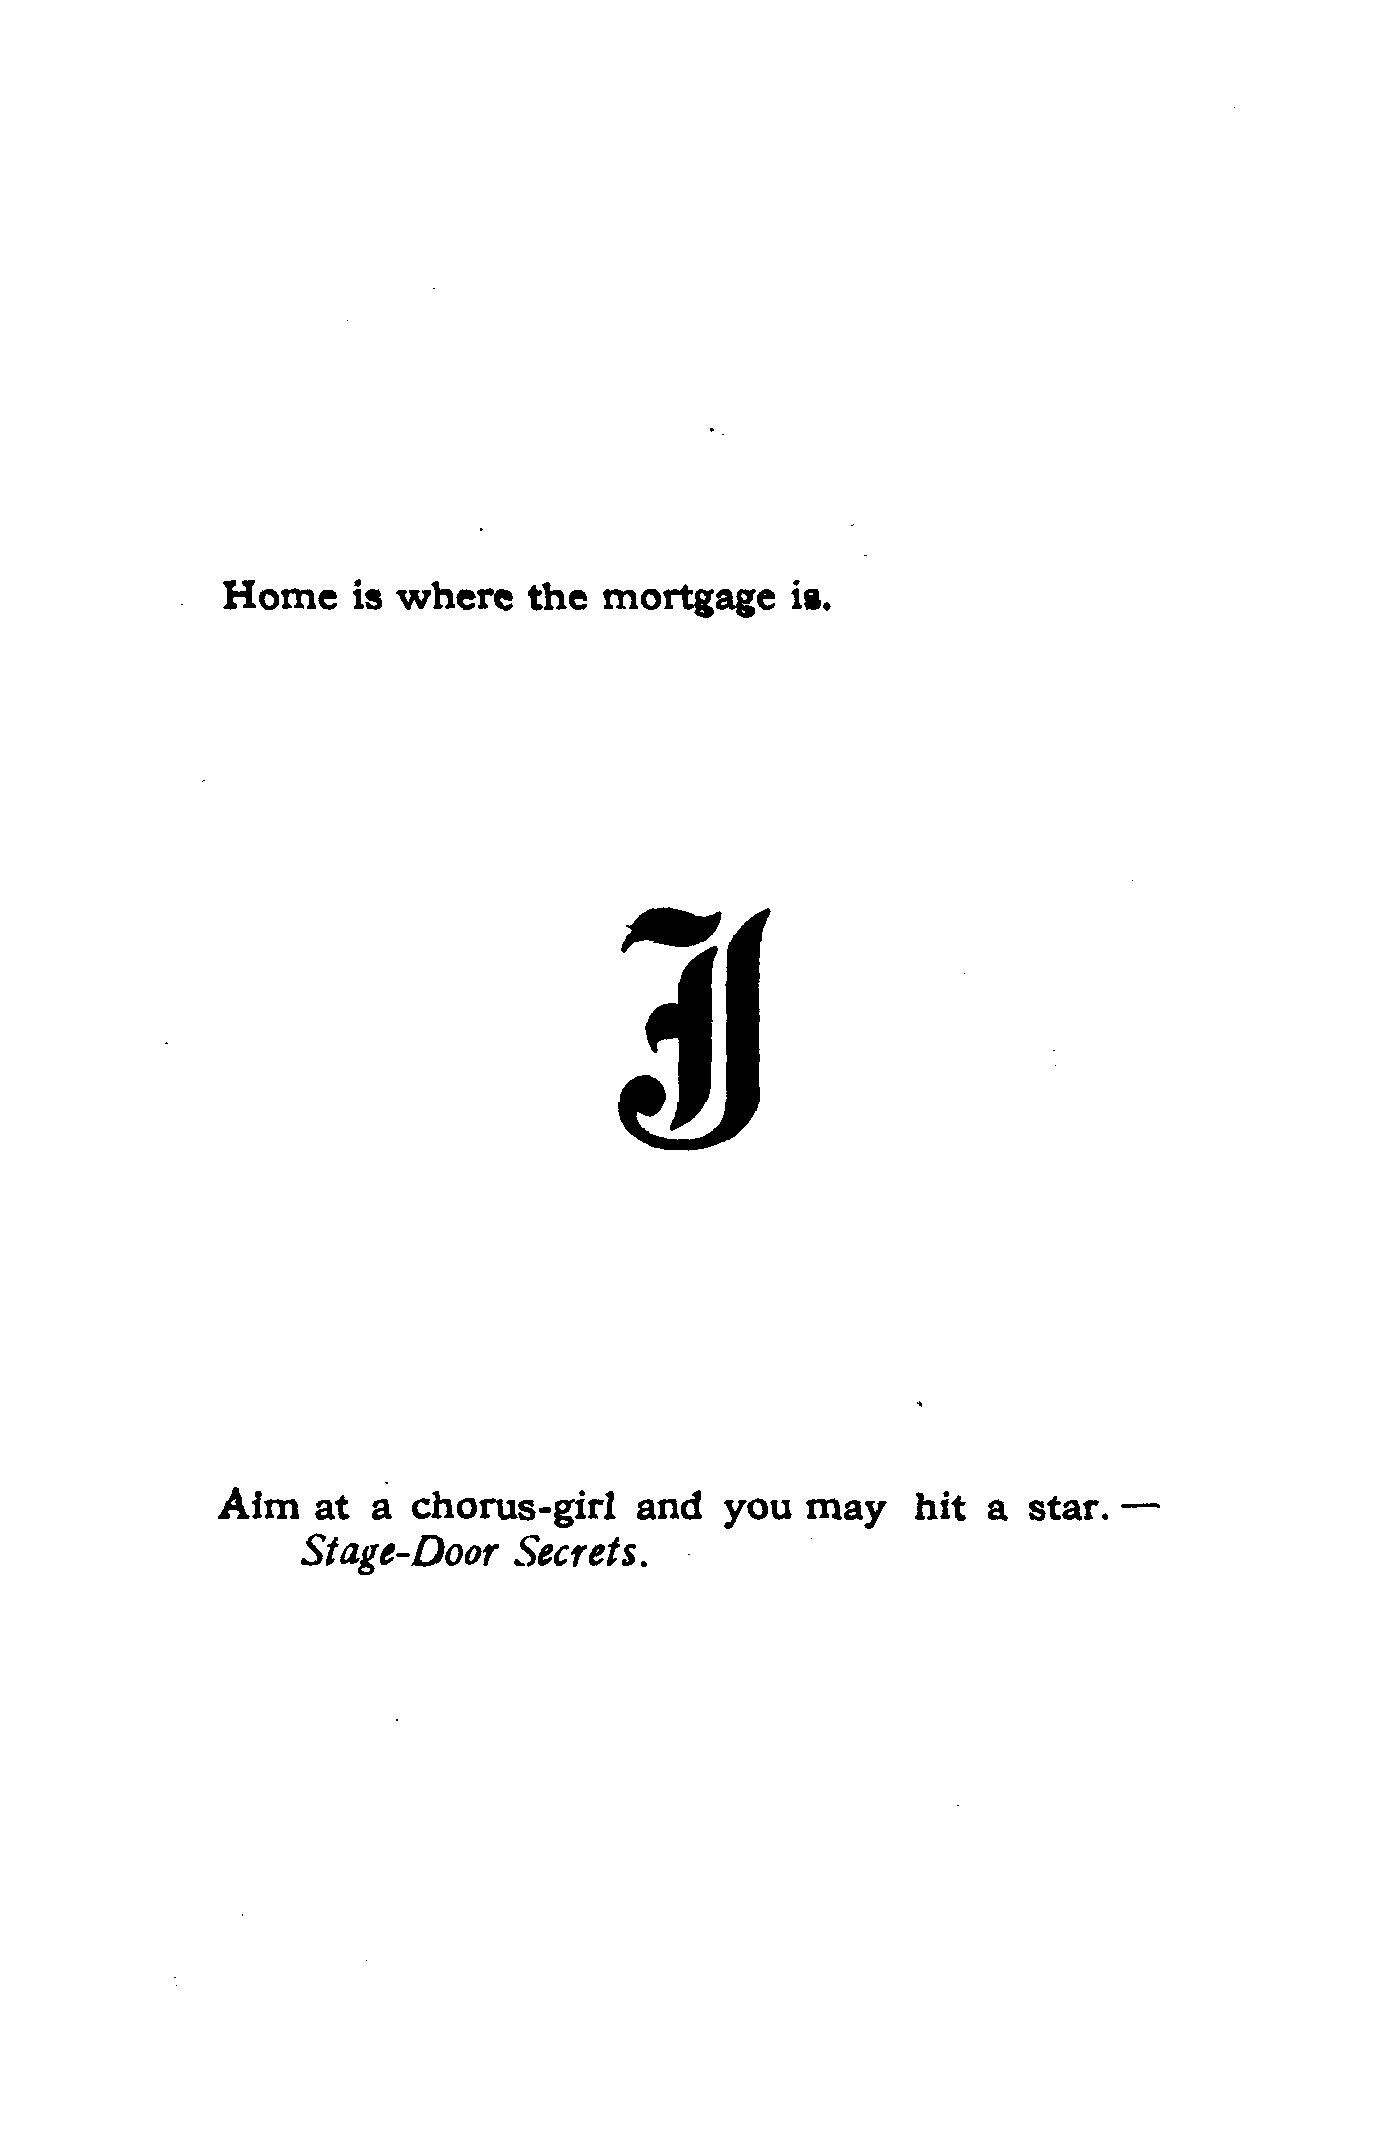 Home is where the mortgage is.
I
Aim at a chorus-girl and you may hit a star. —
Stage-Door Secrets.